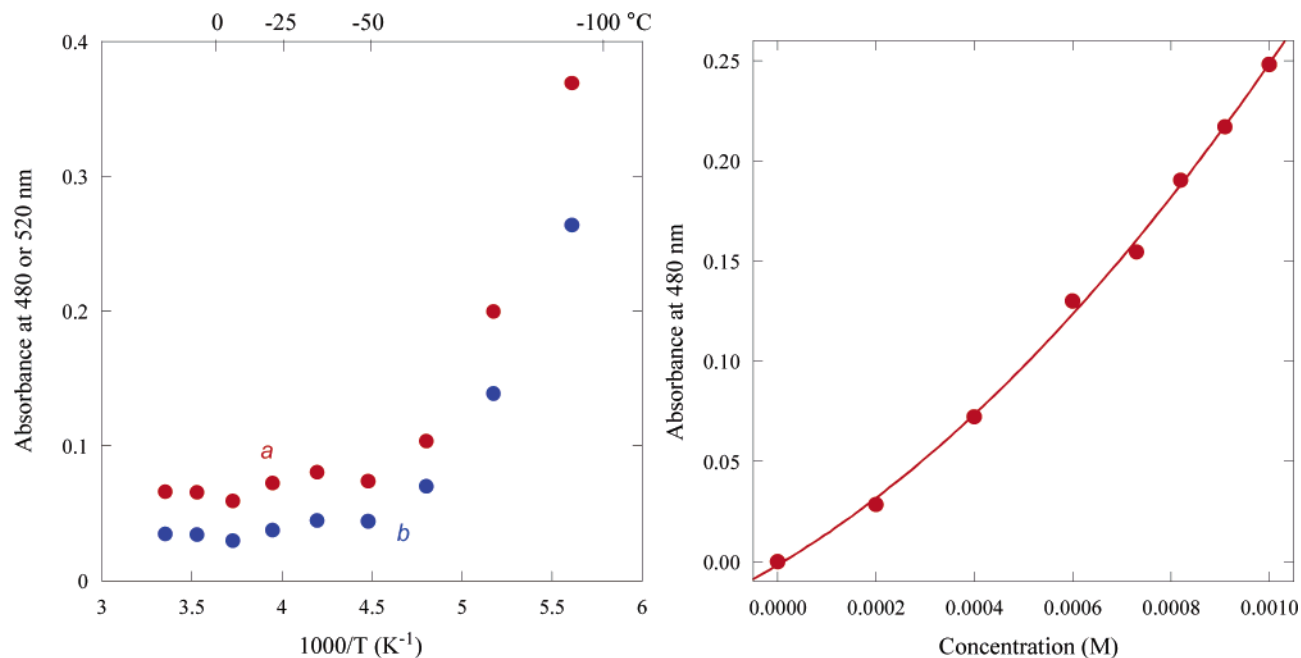 0 -25 -50 -100 °C
0.4
0.3
0.2
0.1
0
Absorbance at 480 or 520 nm
a
b
3 3.5 4 4.5 5 5.5 6
1000/T (K⁻¹)
0.25
0.20
0.15
0.10
0.05
0.00
Absorbance at 480 nm
0.0000 0.0002 0.0004 0.0006 0.0008 0.0010
Concentration (M)